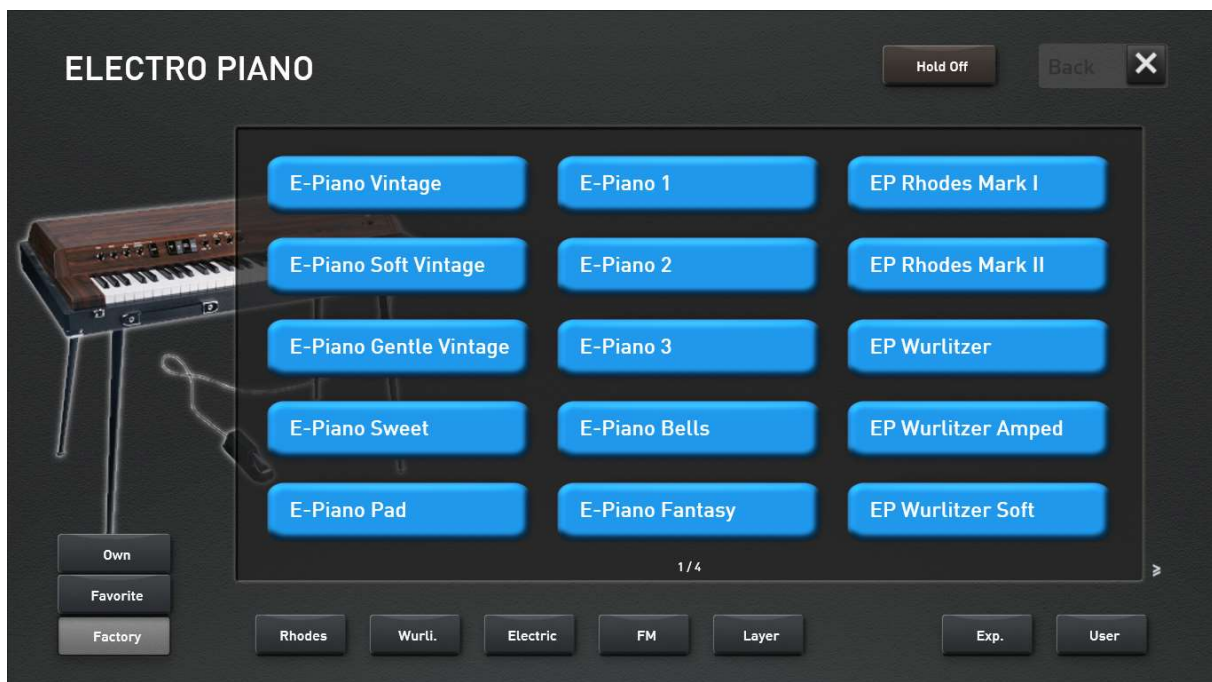 ELECTRO PIANO
Hold Off
Back
E-Piano Vintage
E-Piano 1
EP Rhodes Mark I
E-Piano Soft Vintage
E-Piano 2
EP Rhodes Mark II
E-Piano Gentle Vintage
E-Piano 3
EP Wurlitzer
E-Piano Sweet
E-Piano Bells
EP Wurlitzer Amped
E-Piano Pad
E-Piano Fantasy
EP Wurlitzer Soft
1/4
Own
Favorite
Factory
Rhodes
Wurli.
Electric
FM
Layer
Exp.
User